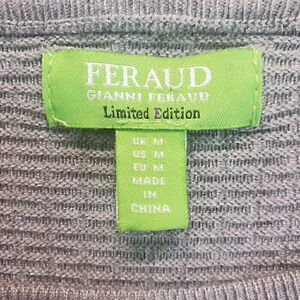 FERAUD
GIANNI FERAUD
Limited Edition
UK M
US M
EU M
MADE
IN
CHINA